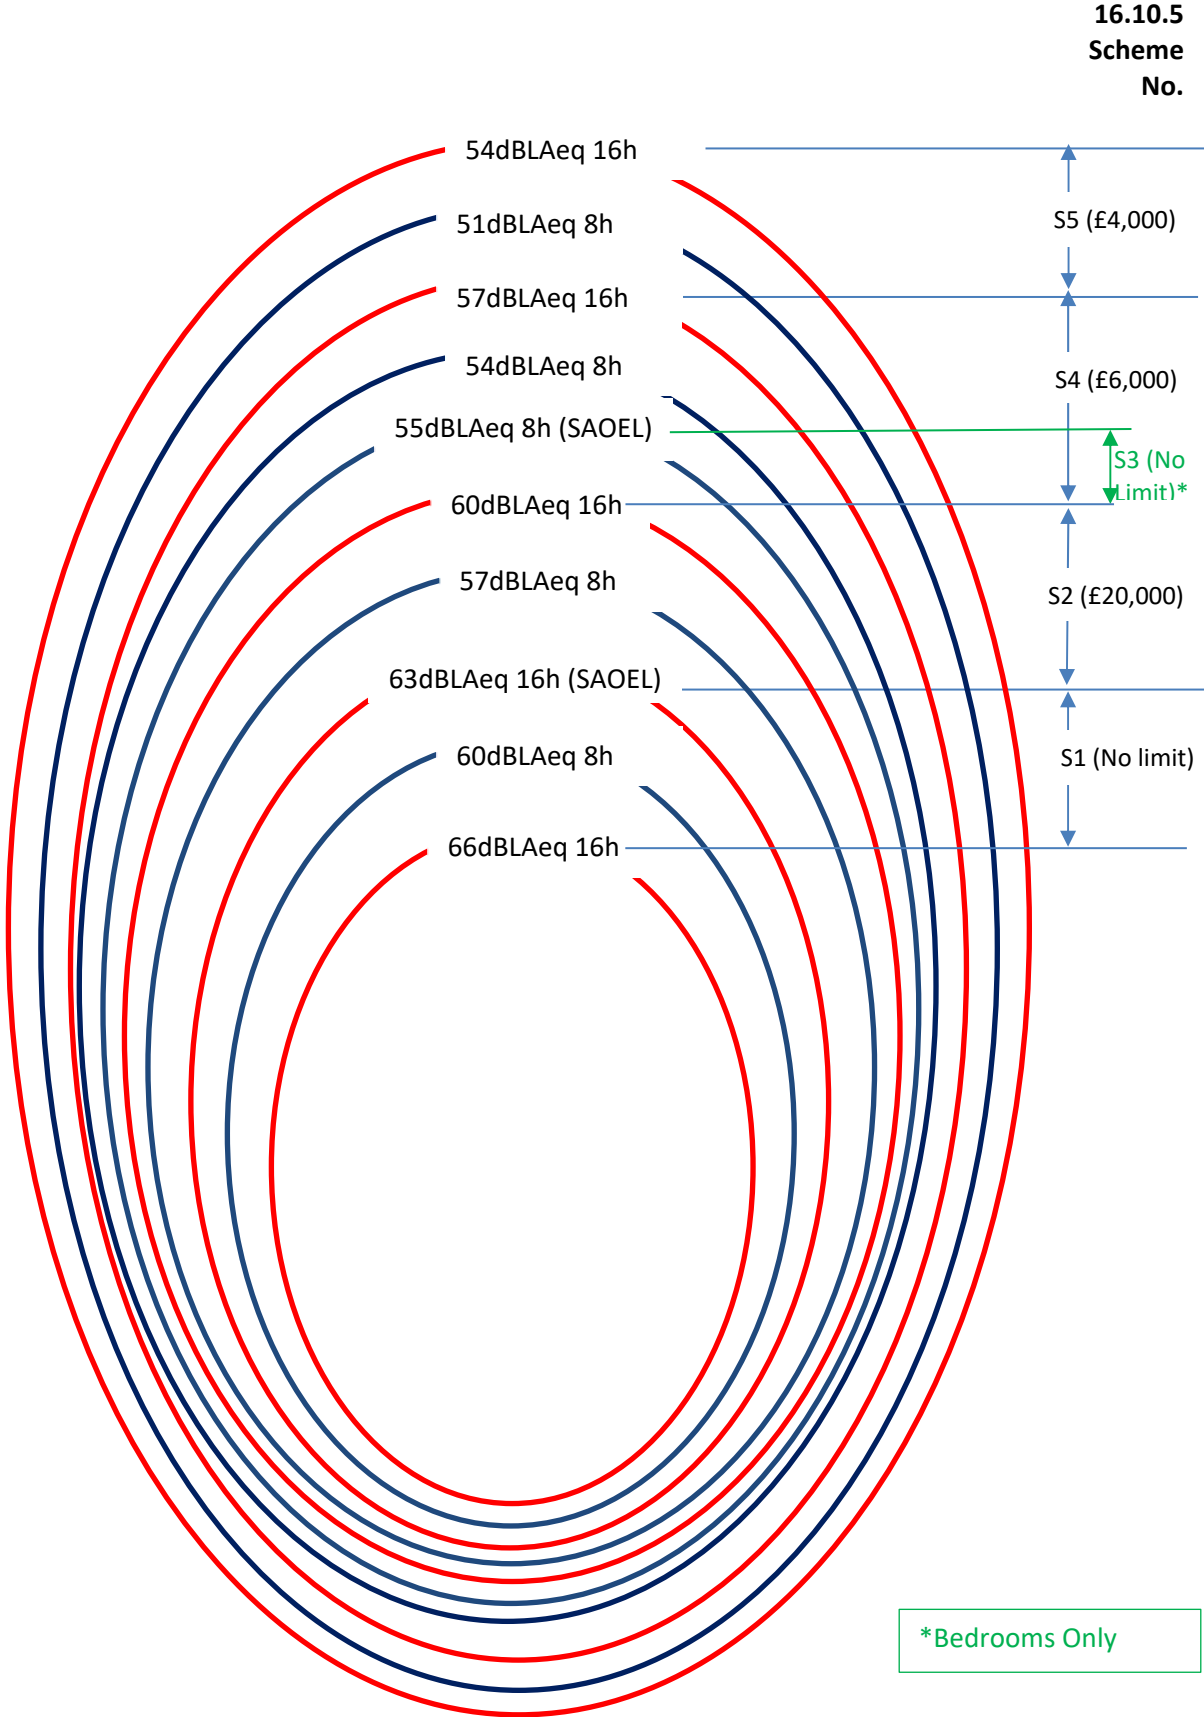 16.10.5
Scheme
No.
54dBLAeq 16h
51dBLAeq 8h
S5 (£4,000)
57dBLAeq 16h
54dBLAeq 8h
S4 (£6,000)
55dBLAeq 8h (SAOEL)
S3 (No
Limit)*
60dBLAeq 16h
57dBLAeq 8h
S2 (£20,000)
63dBLAeq 16h (SAOEL)
60dBLAeq 8h
S1 (No limit)
66dBLAeq 16h
*Bedrooms Only